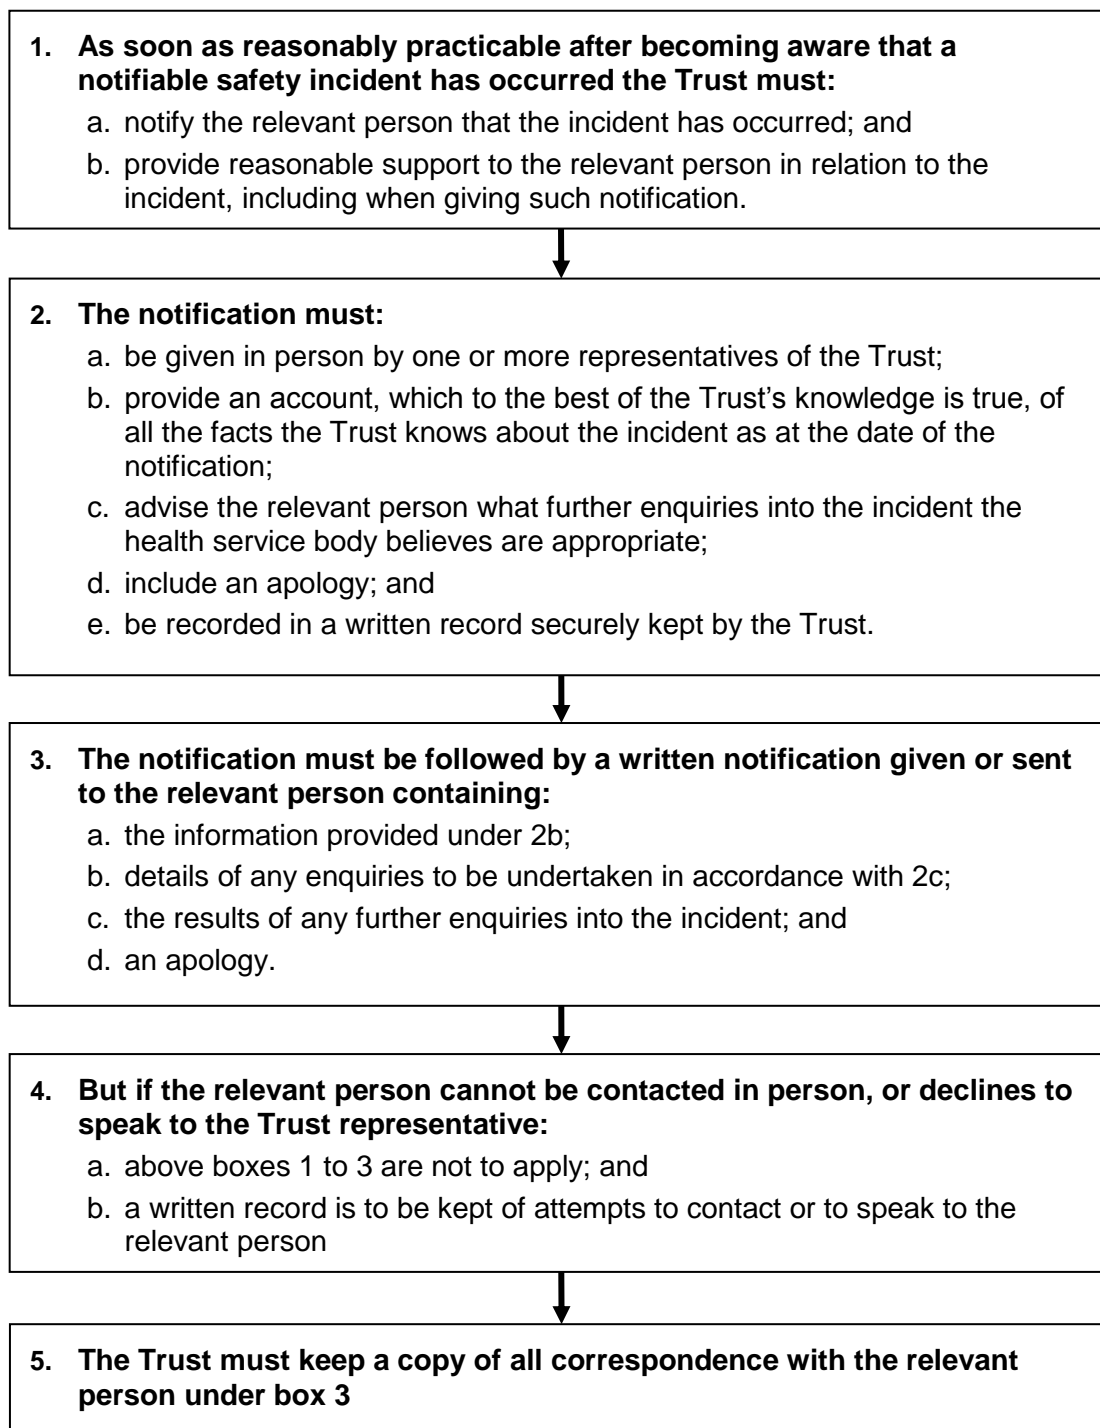 1. As soon as reasonably practicable after becoming aware that a
notifiable safety incident has occurred the Trust must:
a. notify the relevant person that the incident has occurred; and
b. provide reasonable support to the relevant person in relation to the
incident, including when giving such notification.
2. The notification must:
a. be given in person by one or more representatives of the Trust;
b. provide an account, which to the best of the Trust’s knowledge is true, of
all the facts the Trust knows about the incident as at the date of the
notification;
c. advise the relevant person what further enquiries into the incident the
health service body believes are appropriate;
d. include an apology; and
e. be recorded in a written record securely kept by the Trust.
3. The notification must be followed by a written notification given or sent
to the relevant person containing:
a. the information provided under 2b;
b. details of any enquiries to be undertaken in accordance with 2c;
c. the results of any further enquiries into the incident; and
d. an apology.
4. But if the relevant person cannot be contacted in person, or declines to
speak to the Trust representative:
a. above boxes 1 to 3 are not to apply; and
b. a written record is to be kept of attempts to contact or to speak to the
relevant person
5. The Trust must keep a copy of all correspondence with the relevant
person under box 3